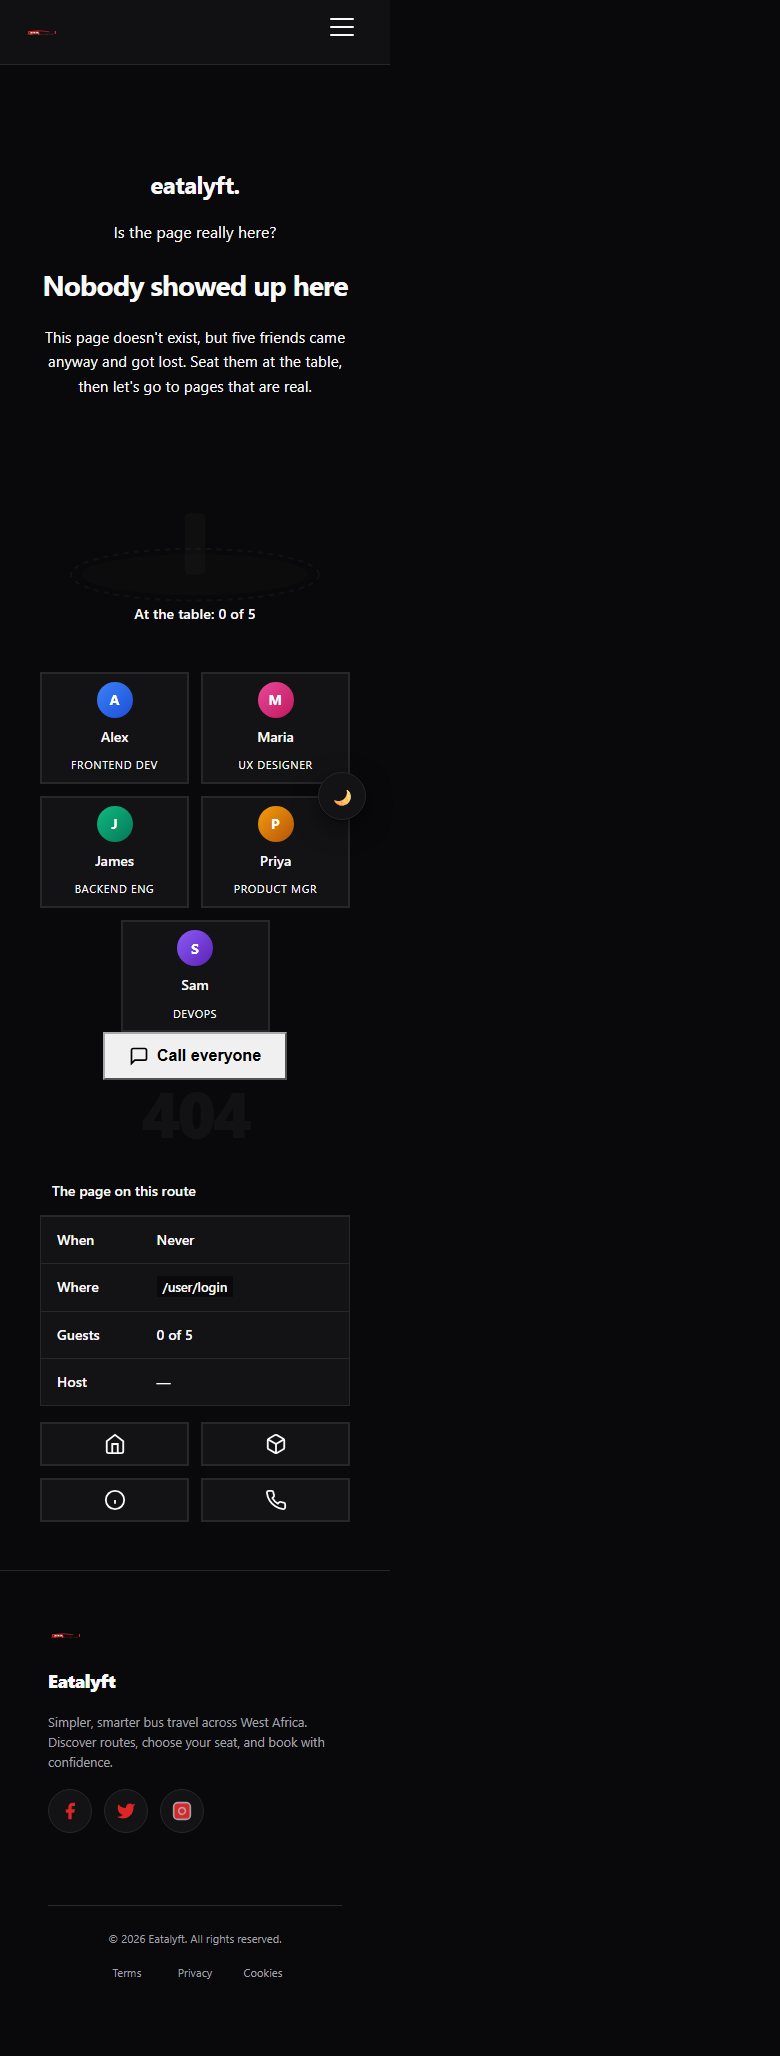 eatalyft.
Is the page really here?
Nobody showed up here
This page doesn't exist, but five friends came
anyway and got lost. Seat them at the table,
then let's go to pages that are real.
At the table: 0 of 5
A
Alex
FRONTEND DEV
M
Maria
UX DESIGNER
J
James
BACKEND ENG
P
Priya
PRODUCT MGR
S
Sam
DEVOPS
Call everyone
404
The page on this route
When Never
Where /user/login
Guests 0 of 5
Host —
Eatalyft
Simpler, smarter bus travel across West Africa.
Discover routes, choose your seat, and book with
confidence.
© 2026 Eatalyft. All rights reserved.
Terms Privacy Cookies